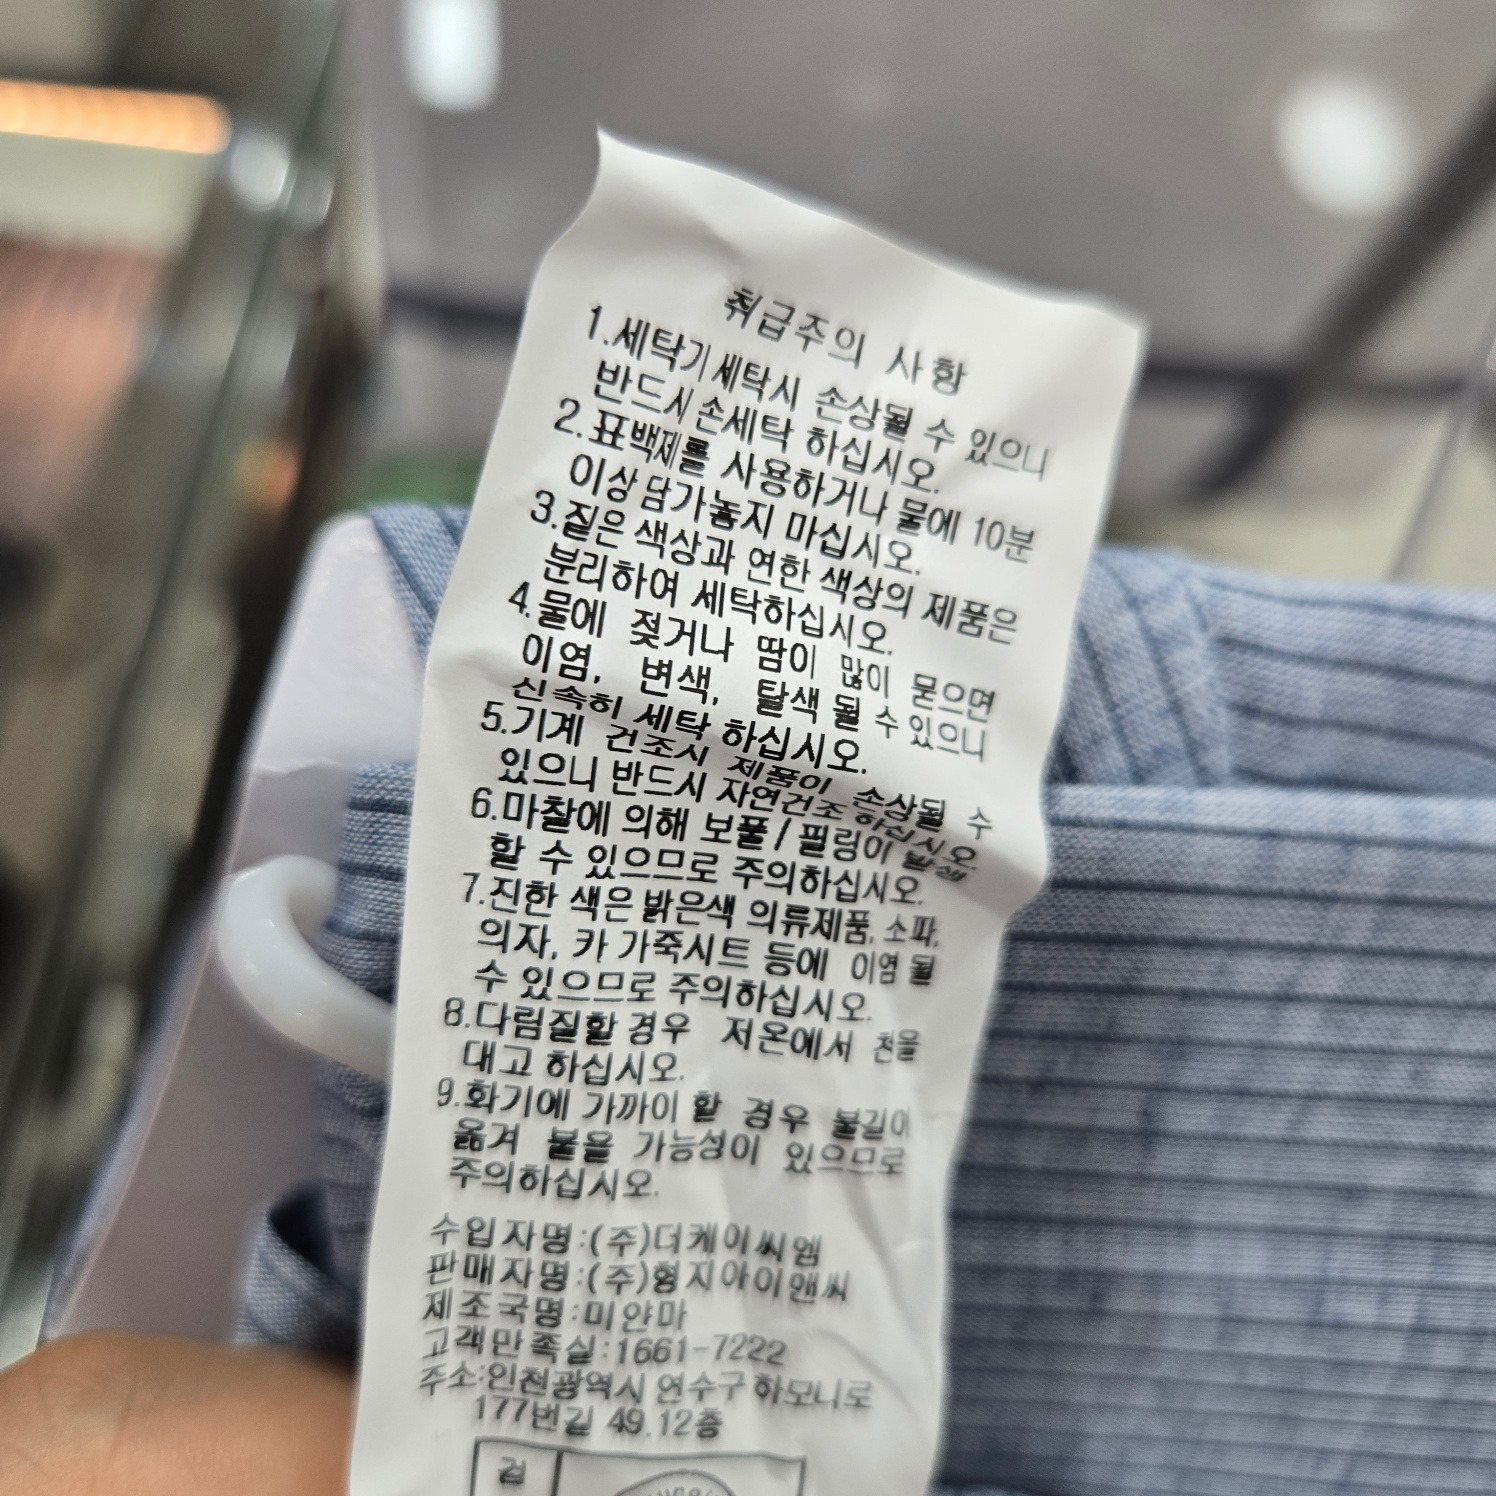 취급주의 사항
1.세탁기 세탁시 손상될 수 있으니
반드시 손세탁 하십시오.
2.표백제를 사용하거나 물에 10분
이상 담가놓지 마십시오.
3.짙은 색상과 연한 색상의 제품은
분리하여 세탁하십시오.
4.물에 젖거나 땀이 많이 묻으면
이염, 변색, 탈색 될 수 있으니
신속히 세탁 하십시오.
5.기계 건조시 제품이 손상될 수
있으니 반드시 자연건조 하십시오.
6.마찰에 의해 보풀/필링이 발생
할 수 있으므로 주의하십시오.
7.진한 색은 밝은색 의류제품, 소파,
의자, 카 가죽시트 등에 이염 될
수 있으므로 주의하십시오.
8.다림질할 경우 저온에서 천을
대고 하십시오.
9.화기에 가까이 할 경우 불길이
옮겨 붙을 가능성이 있으므로
주의하십시오.
수입자명:(주)더케이씨엠
판매자명:(주)형지아이앤씨
제조국명:미얀마
고객만족실:1661-7222
주소:인천광역시 연수구 하모니로
177번길 49.12층
검